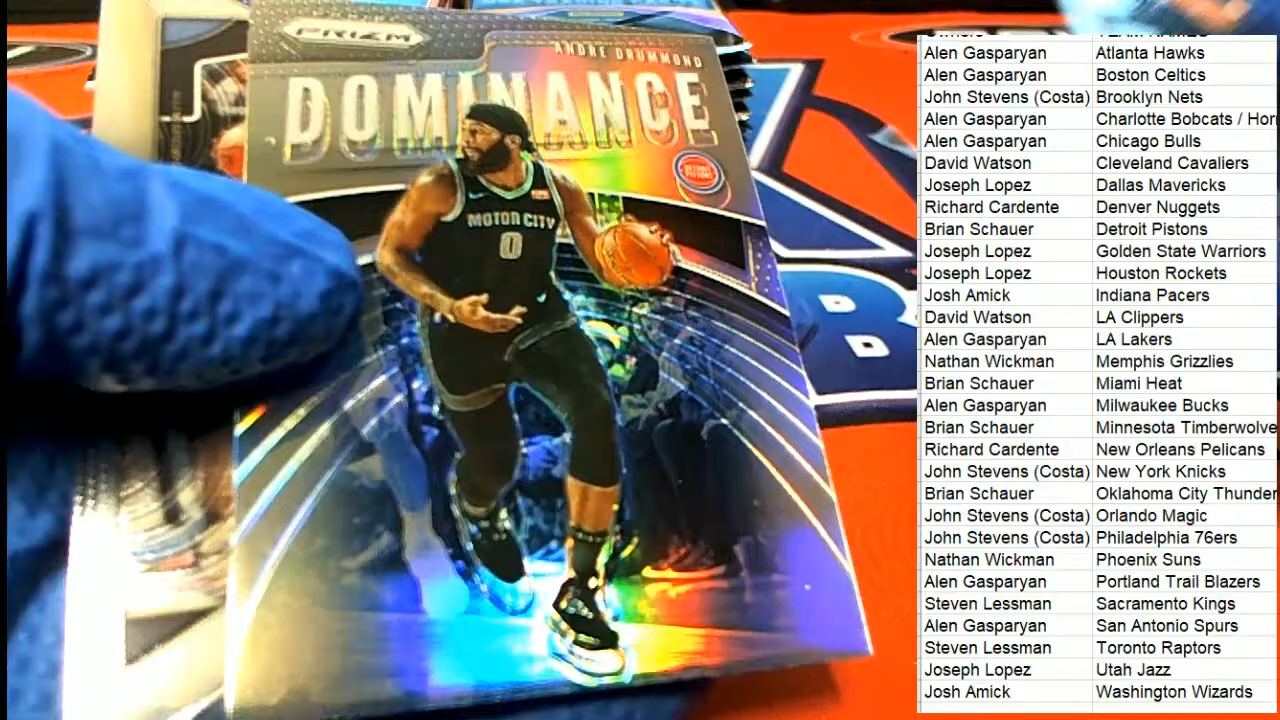 PRIZM
ANDRE DRUMMOND
DOMINANCE
DETROIT
PISTONS
MOTOR CITY
0
B
Alen Gasparyan Atlanta Hawks
Alen Gasparyan Boston Celtics
John Stevens (Costa) Brooklyn Nets
Alen Gasparyan Charlotte Bobcats / Hor
Alen Gasparyan Chicago Bulls
David Watson Cleveland Cavaliers
Joseph Lopez Dallas Mavericks
Richard Cardente Denver Nuggets
Brian Schauer Detroit Pistons
Joseph Lopez Golden State Warriors
Joseph Lopez Houston Rockets
Josh Amick Indiana Pacers
David Watson LA Clippers
Alen Gasparyan LA Lakers
Nathan Wickman Memphis Grizzlies
Brian Schauer Miami Heat
Alen Gasparyan Milwaukee Bucks
Brian Schauer Minnesota Timberwolve
Richard Cardente New Orleans Pelicans
John Stevens (Costa) New York Knicks
Brian Schauer Oklahoma City Thunder
John Stevens (Costa) Orlando Magic
John Stevens (Costa) Philadelphia 76ers
Nathan Wickman Phoenix Suns
Alen Gasparyan Portland Trail Blazers
Steven Lessman Sacramento Kings
Alen Gasparyan San Antonio Spurs
Steven Lessman Toronto Raptors
Joseph Lopez Utah Jazz
Josh Amick Washington Wizards